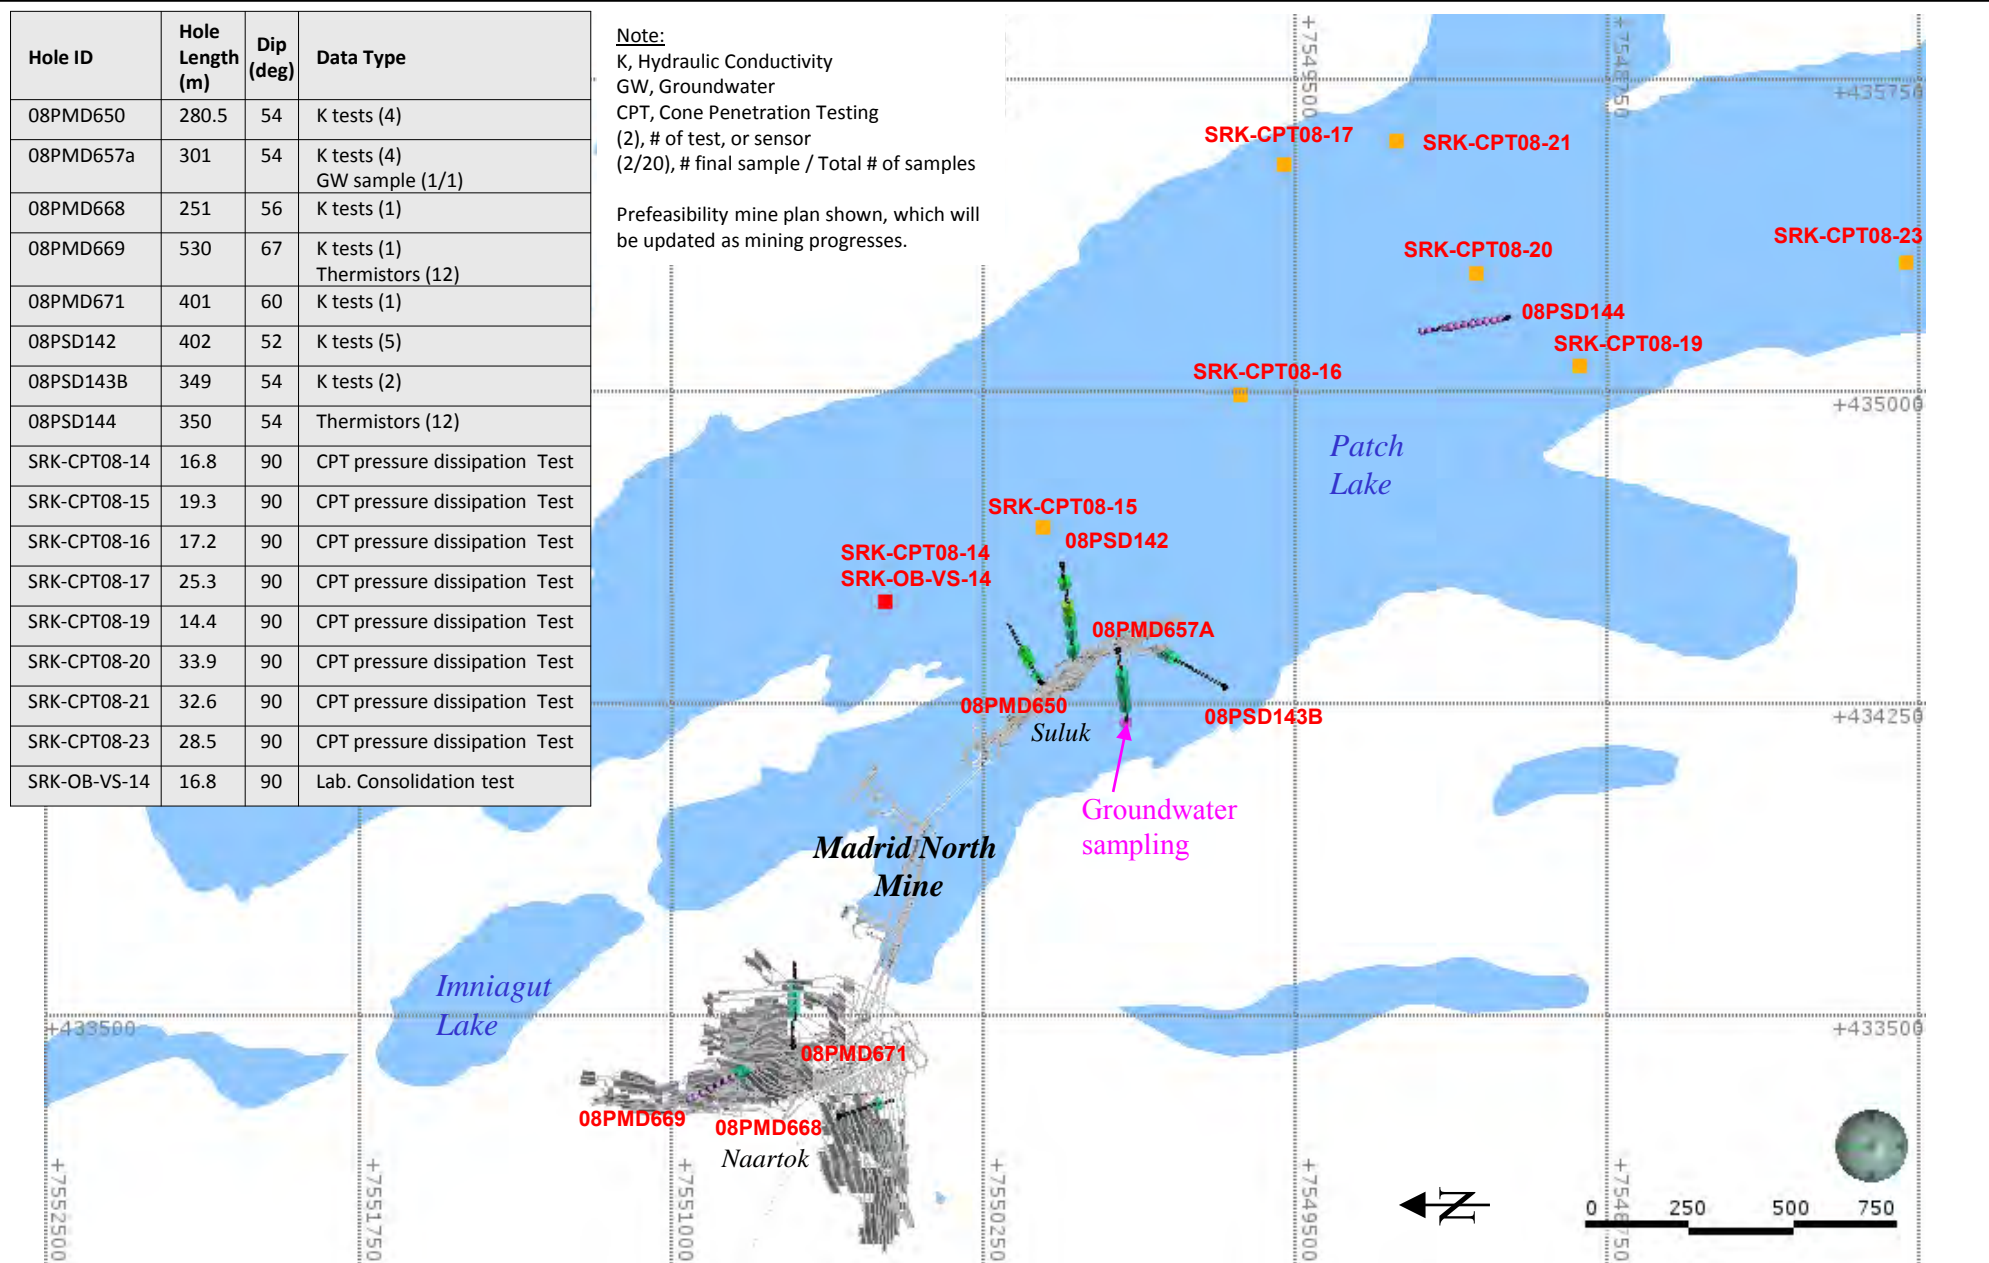 Hole ID Hole Length (m) Dip (deg) Data Type
08PMD650 280.5 54 K tests (4)
08PMD657a 301 54 K tests (4)
GW sample (1/1)
08PMD668 251 56 K tests (1)
08PMD669 530 67 K tests (1)
Thermistors (12)
08PMD671 401 60 K tests (1)
08PSD142 402 52 K tests (5)
08PSD143B 349 54 K tests (2)
08PSD144 350 54 Thermistors (12)
SRK-CPT08-14 16.8 90 CPT pressure dissipation Test
SRK-CPT08-15 19.3 90 CPT pressure dissipation Test
SRK-CPT08-16 17.2 90 CPT pressure dissipation Test
SRK-CPT08-17 25.3 90 CPT pressure dissipation Test
SRK-CPT08-19 14.4 90 CPT pressure dissipation Test
SRK-CPT08-20 33.9 90 CPT pressure dissipation Test
SRK-CPT08-21 32.6 90 CPT pressure dissipation Test
SRK-CPT08-23 28.5 90 CPT pressure dissipation Test
SRK-OB-VS-14 16.8 90 Lab. Consolidation test
Note:
K, Hydraulic Conductivity
GW, Groundwater
CPT, Cone Penetration Testing
(2), # of test, or sensor
(2/20), # final sample / Total # of samples
Prefeasibility mine plan shown, which will
be updated as mining progresses.
+7549500
+7548750
+435750
SRK-CPT08-17
SRK-CPT08-21
SRK-CPT08-23
SRK-CPT08-20
08PSD144
SRK-CPT08-19
SRK-CPT08-16
+435000
Patch
Lake
SRK-CPT08-15
08PSD142
SRK-CPT08-14
SRK-OB-VS-14
08PMD657A
08PMD650
08PSD143B
+434250
Suluk
Groundwater
sampling
Madrid North
Mine
Imniagut
Lake
+433500
+433500
08PMD671
08PMD669
08PMD668
Naartok
+7552500
+7551750
+7551000
+7550250
+7549500
+7548750
N
0 250 500 750